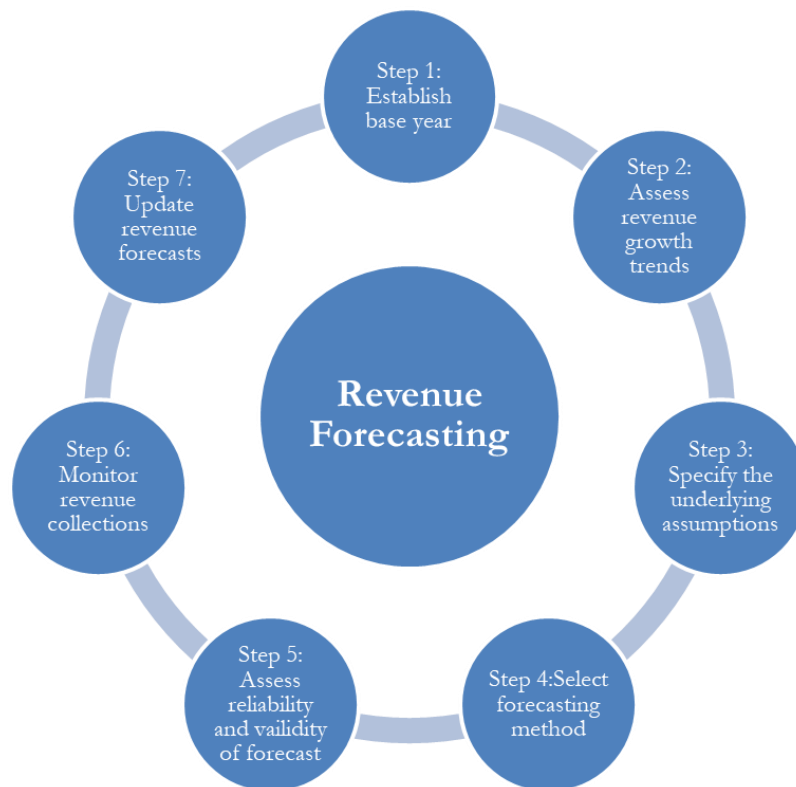 Step 1:
Establish
base year
Step 2:
Assess
revenue
growth
trends
Step 3:
Specify the
underlying
assumptions
Step 4:Select
forecasting
method
Step 5:
Assess
reliability
and vailidity
of forecast
Step 6:
Monitor
revenue
collections
Step 7:
Update
revenue
forecasts
Revenue
Forecasting